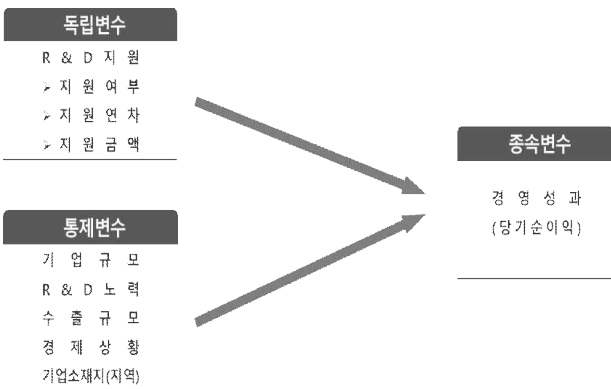 독립변수
R & D 지 원
➢ 지 원 여 부
➢ 지 원 연 차
➢ 지 원 금 액
통제변수
기 업 규 모
R & D 노 력
수 출 규 모
경 제 상 황
기업소재지(지역)
종속변수
경 영 성 과
(당기순이익)